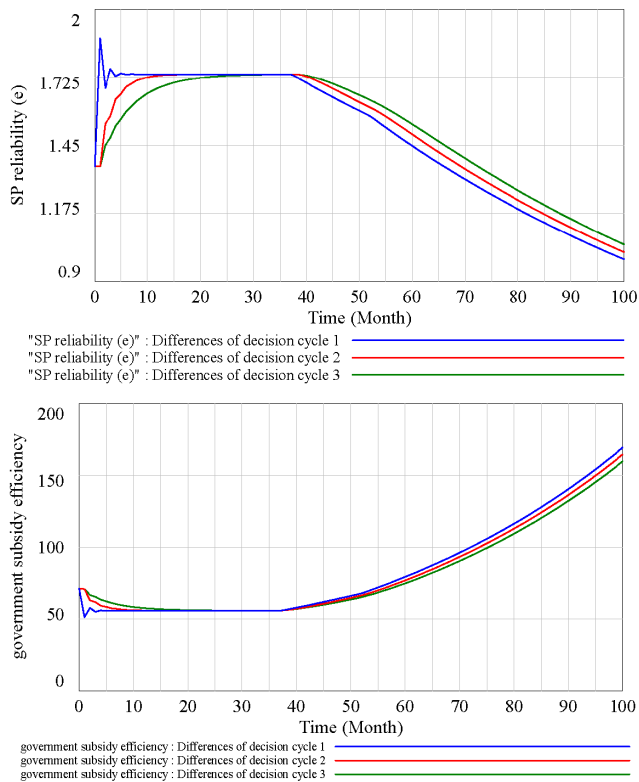 2
1.725
1.45
1.175
0.9
SP reliability (e)
0 10 20 30 40 50 60 70 80 90 100
Time (Month)
"SP reliability (e)" : Differences of decision cycle 1
"SP reliability (e)" : Differences of decision cycle 2
"SP reliability (e)" : Differences of decision cycle 3
200
150
100
50
0
government subsidy efficiency
0 10 20 30 40 50 60 70 80 90 100
Time (Month)
government subsidy efficiency : Differences of decision cycle 1
government subsidy efficiency : Differences of decision cycle 2
government subsidy efficiency : Differences of decision cycle 3